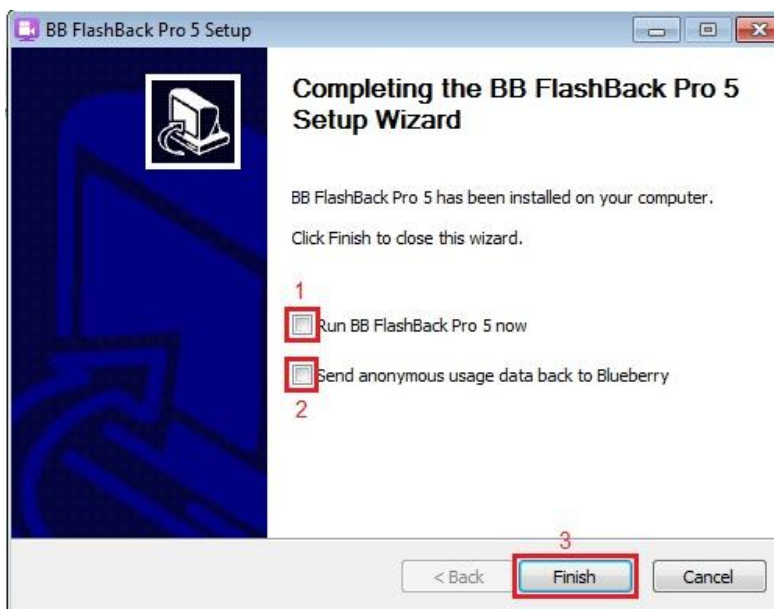 BB FlashBack Pro 5 Setup
Completing the BB FlashBack Pro 5
Setup Wizard
BB FlashBack Pro 5 has been installed on your computer.
Click Finish to close this wizard.
1
Run BB FlashBack Pro 5 now
Send anonymous usage data back to Blueberry
2
3
< Back
Finish
Cancel